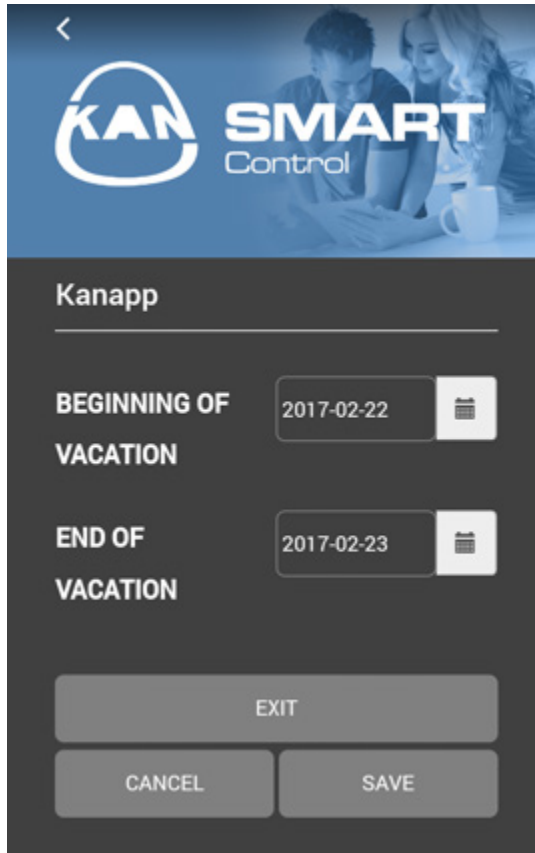 KAN SMART
Control
Kanapp
BEGINNING OF
VACATION
2017-02-22
END OF
VACATION
2017-02-23
EXIT
CANCEL
SAVE